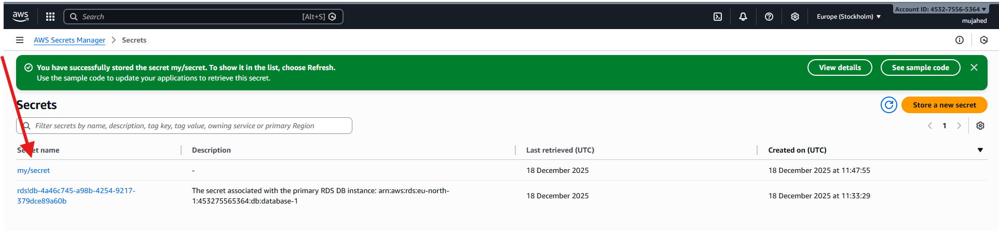 aws
Search
[Alt+S]
Europe (Stockholm)
Account ID: 4532-7556-5364
mujahed
AWS Secrets Manager
Secrets
You have successfully stored the secret my/secret. To show it in the list, choose Refresh.
Use the sample code to update your applications to retrieve this secret.
View details
See sample code
Secrets
Store a new secret
Filter secrets by name, description, tag key, tag value, owning service or primary Region
1
Secret name
Description
Last retrieved (UTC)
Created on (UTC)
my/secret
-
18 December 2025
18 December 2025 at 11:47:55
rds!db-4a46c745-a98b-4254-9217-
379dce89a60b
The secret associated with the primary RDS DB instance: arn:aws:rds:eu-north-
1:453275565364:db:database-1
18 December 2025
18 December 2025 at 11:33:29